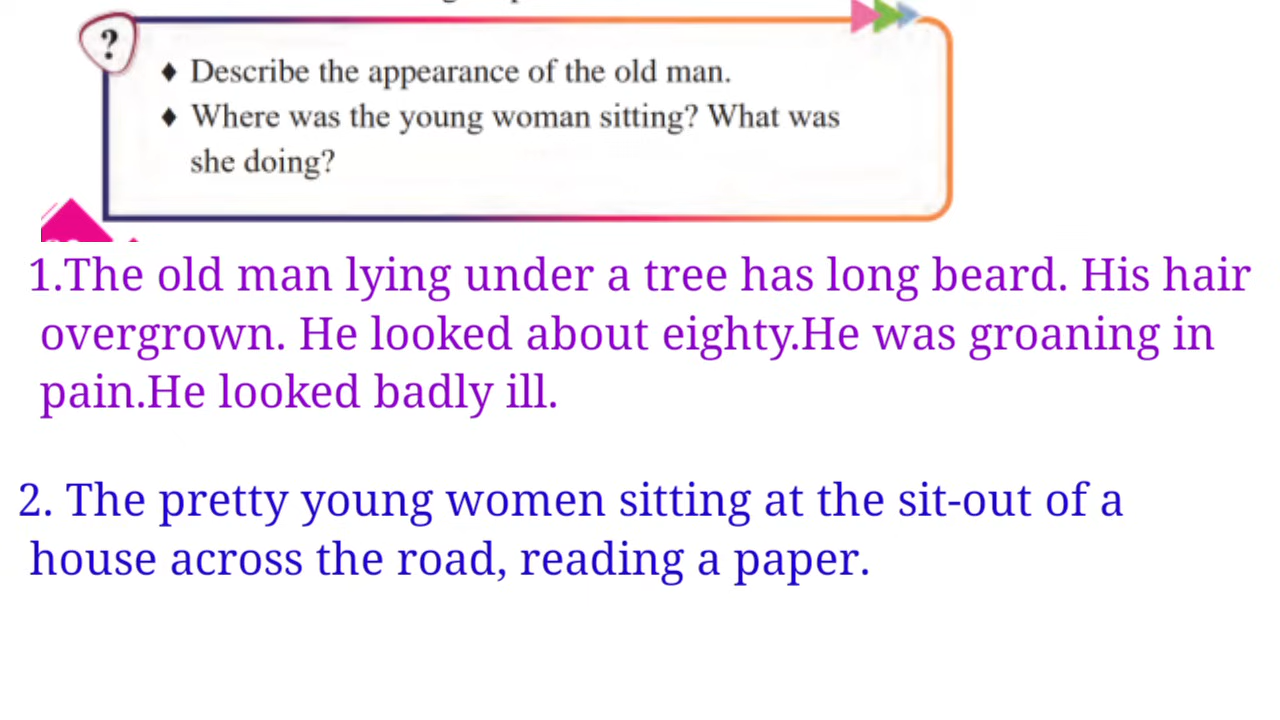 ?
♦ Describe the appearance of the old man.
♦ Where was the young woman sitting? What was
she doing?
1.The old man lying under a tree has long beard. His hair
overgrown. He looked about eighty.He was groaning in
pain.He looked badly ill.
2. The pretty young women sitting at the sit-out of a
house across the road, reading a paper.